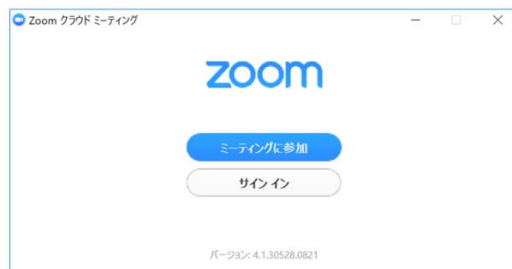 Zoom クラウド ミーティング
zoom
ミーティングに参加
サイン イン
バージョン: 4.1.30528.0821